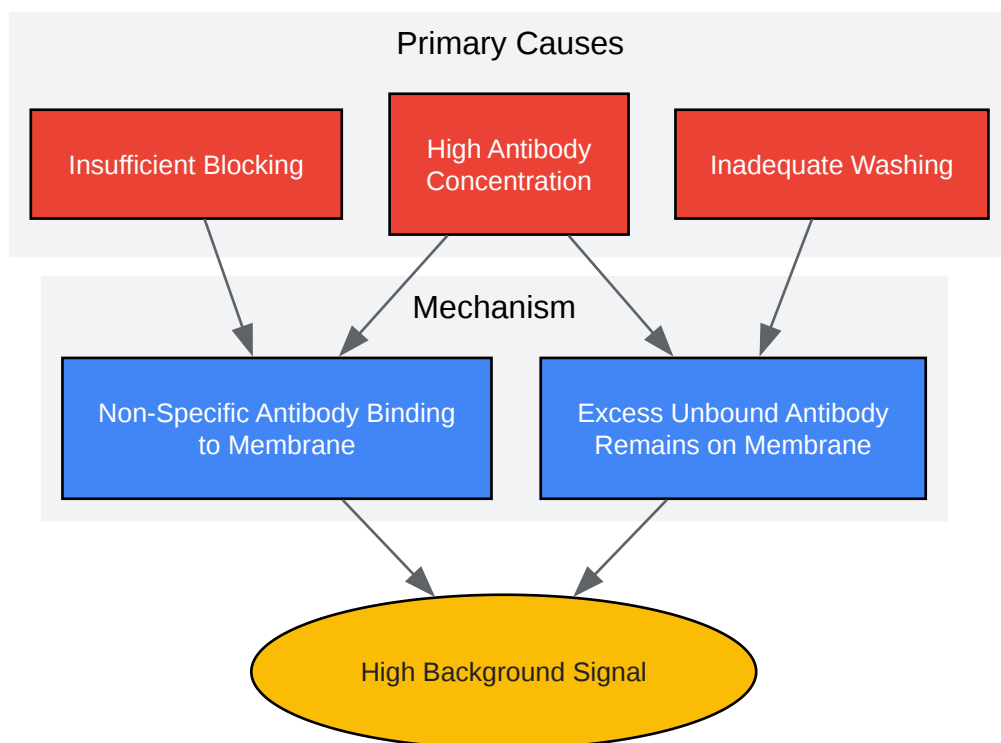 Primary Causes
Insufficient Blocking
High Antibody
Concentration
Inadequate Washing
Mechanism
Non-Specific Antibody Binding
to Membrane
Excess Unbound Antibody
Remains on Membrane
High Background Signal